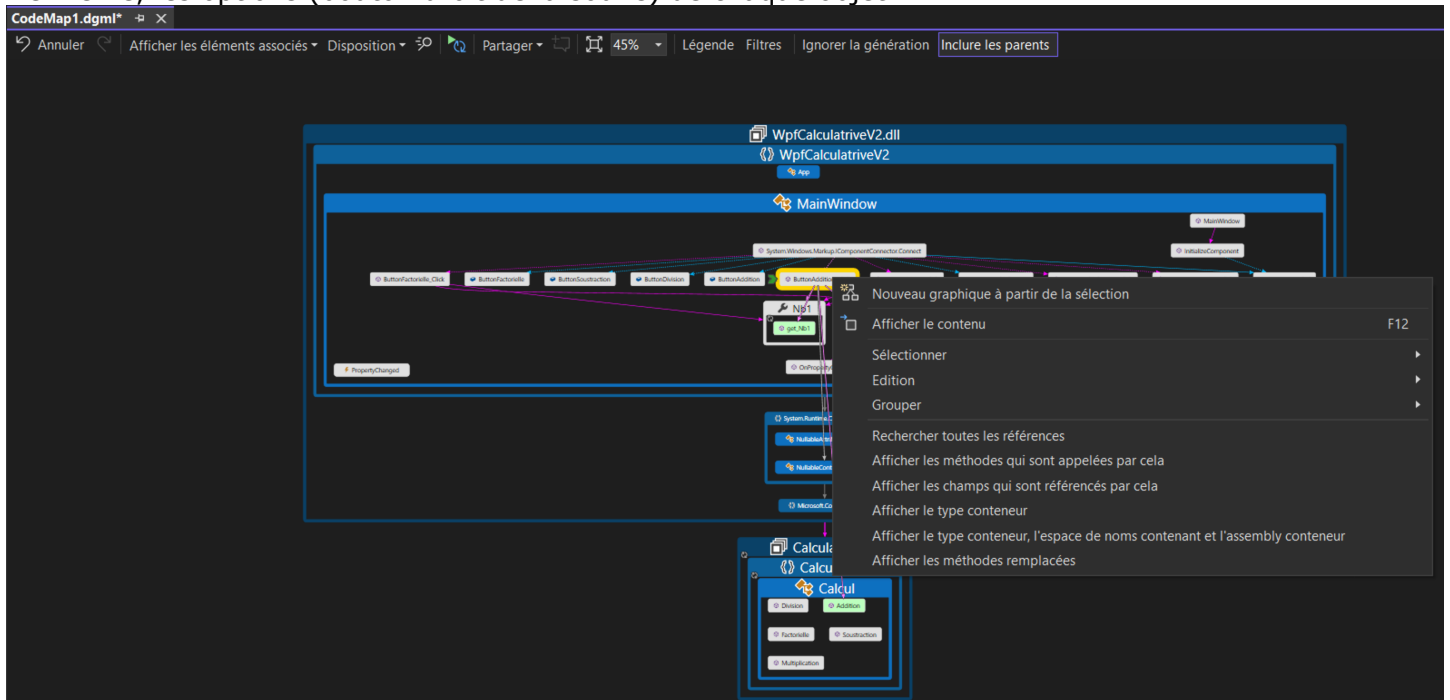 CodeMap1.dgml*
Annuler Afficher les éléments associés Disposition Partager 45% Légende Filtres Ignorer la génération Inclure les parents
WpfCalculatriveV2.dll
WpfCalculatriveV2
App
MainWindow
MainWindow
System.Windows.Markup.IComponentConnector.Connect
InitializeComponent
ButtonFactorielle_Click ButtonFactorielle ButtonSoustraction ButtonDivision ButtonAddition ButtonAdditio
Nouveau graphique à partir de la sélection
Nb1
get_Nb1
Afficher le contenu F12
Sélectionner
PropertyChanged
Edition
Grouper
Rechercher toutes les références
Afficher les méthodes qui sont appelées par cela
Afficher les champs qui sont référencés par cela
Afficher le type conteneur
Afficher le type conteneur, l'espace de noms contenant et l'assembly conteneur
Afficher les méthodes remplacées
Calcul
Division Addition
Factorielle Soustraction
Multiplication